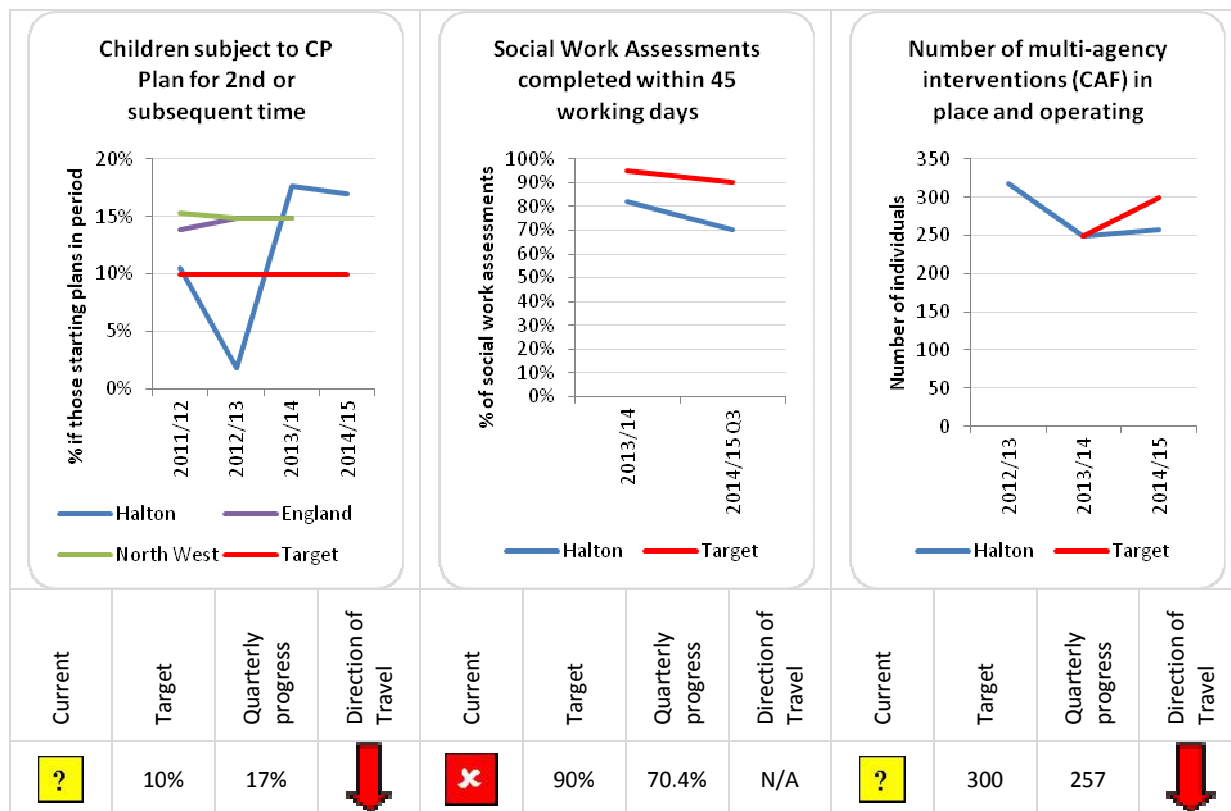 Children subject to CP
Plan for 2nd or
subsequent time
% if those starting plans in period
20%
15%
10%
5%
0%
2011/12
2012/13
2013/14
2014/15
Halton
England
North West
Target
Social Work Assessments
completed within 45
working days
% of social work assessments
100%
90%
80%
70%
60%
50%
40%
30%
20%
10%
0%
2013/14
2014/15 Q3
Halton
Target
Number of multi-agency
interventions (CAF) in
place and operating
Number of individuals
350
300
250
200
150
100
50
0
2012/13
2013/14
2014/15
Halton
Target
Current
Target
Quarterly
progress
Direction of
Travel
Current
Target
Quarterly
progress
Direction of
Travel
Current
Target
Quarterly
progress
Direction of
Travel
?
10%
17%
90%
70.4%
N/A
?
300
257